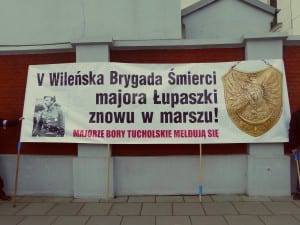 V Wileńska Brygada Śmierci
majora Łupaszki
znowu w marszu!
MAJORZE BORY TUCHOLSKIE MELDUJĄ SIĘ